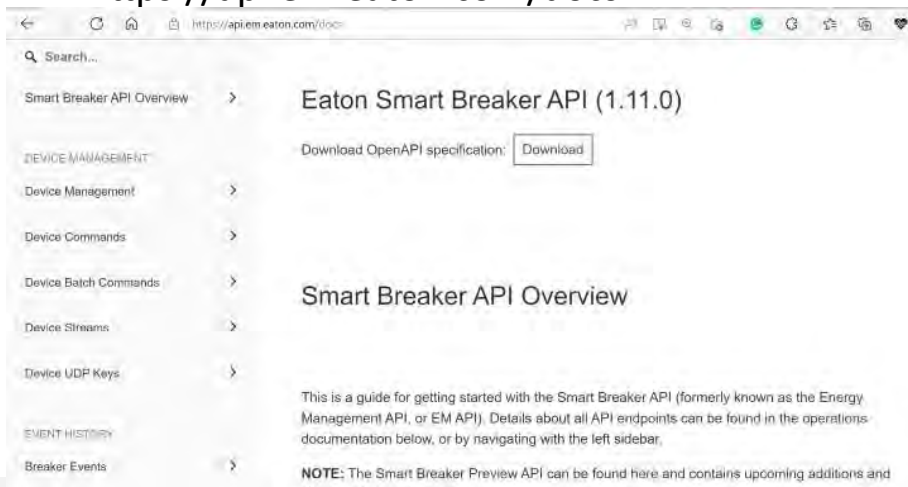 https://api.em.eaton.com/docs
Search...
Smart Breaker API Overview
DEVICE MANAGEMENT
Device Management
Device Commands
Device Batch Commands
Device Streams
Device UDP Keys
EVENT HISTORY
Breaker Events
Eaton Smart Breaker API (1.11.0)
Download OpenAPI specification: Download
Smart Breaker API Overview
This is a guide for getting started with the Smart Breaker API (formerly known as the Energy
Management API, or EM API). Details about all API endpoints can be found in the operations
documentation below, or by navigating with the left sidebar.
NOTE: The Smart Breaker Preview API can be found here and contains upcoming additions and